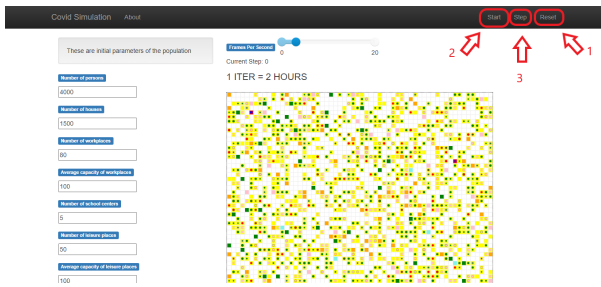 Covid Simulation About Start Stop Reset
2 3 1
These are initial parameters of the population
Number of persons
4000
Number of houses
1500
Number of workplaces
80
Average capacity of workplaces
100
Number of school centers
5
Number of leisure places
50
Average capacity of leisure places
100
Frames Per Second
0 20
Current Step: 0
1 ITER = 2 HOURS